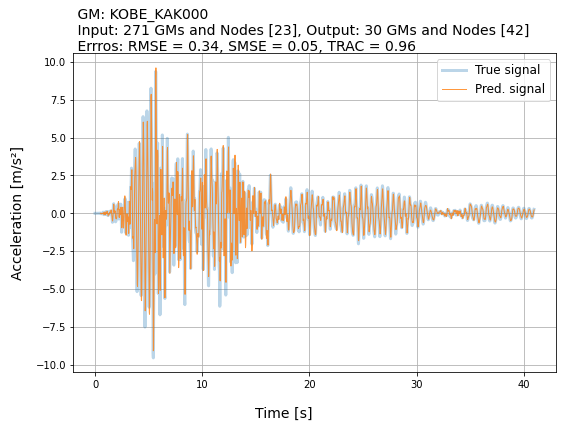 GM: KOBE_KAK000
Input: 271 GMs and Nodes [23], Output: 30 GMs and Nodes [42]
Erros: RMSE = 0.34, SMSE = 0.05, TRAC = 0.96
True signal
Pred. signal
10.0
7.5
5.0
2.5
0.0
−2.5
−5.0
−7.5
−10.0
Acceleration [m/s²]
0 10 20 30 40
Time [s]